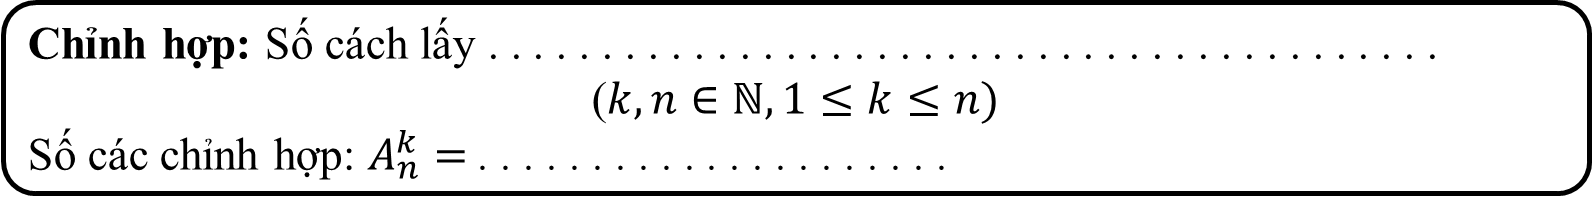 Chỉnh hợp: Số cách lấy . . . . . . . . . . . . . . . . . . . . . . . . . . . . . . . . . . . . . . . . . .
(k, n ∈ ℕ, 1 ≤ k ≤ n)
Số các chỉnh hợp: Aₙᵏ = . . . . . . . . . . . . . . . . . . . . .